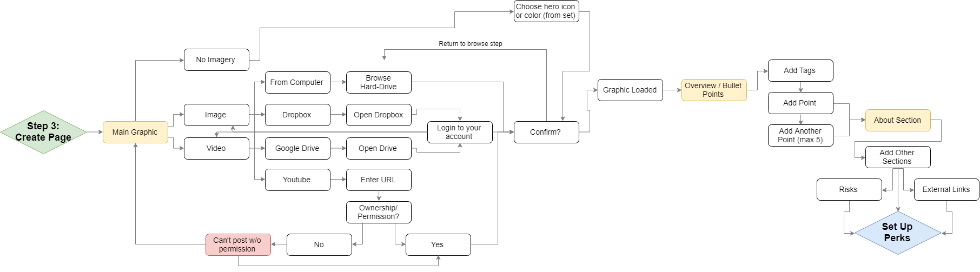 Choose hero icon
or color (from set)
Return to browse step
No Imagery
From Computer
Browse
Hard-Drive
Graphic Loaded
Overview / Bullet
Points
Add Tags
Step 3:
Create Page
Main Graphic
Image
Dropbox
Open Dropbox
Login to your
account
Confirm?
Add Point
About Section
Add Another
Point (max 5)
Video
Google Drive
Open Drive
Add Other
Sections
Youtube
Enter URL
Risks
External Links
Ownership/
Permission?
Can't post w/o
permission
No
Yes
Set Up
Perks